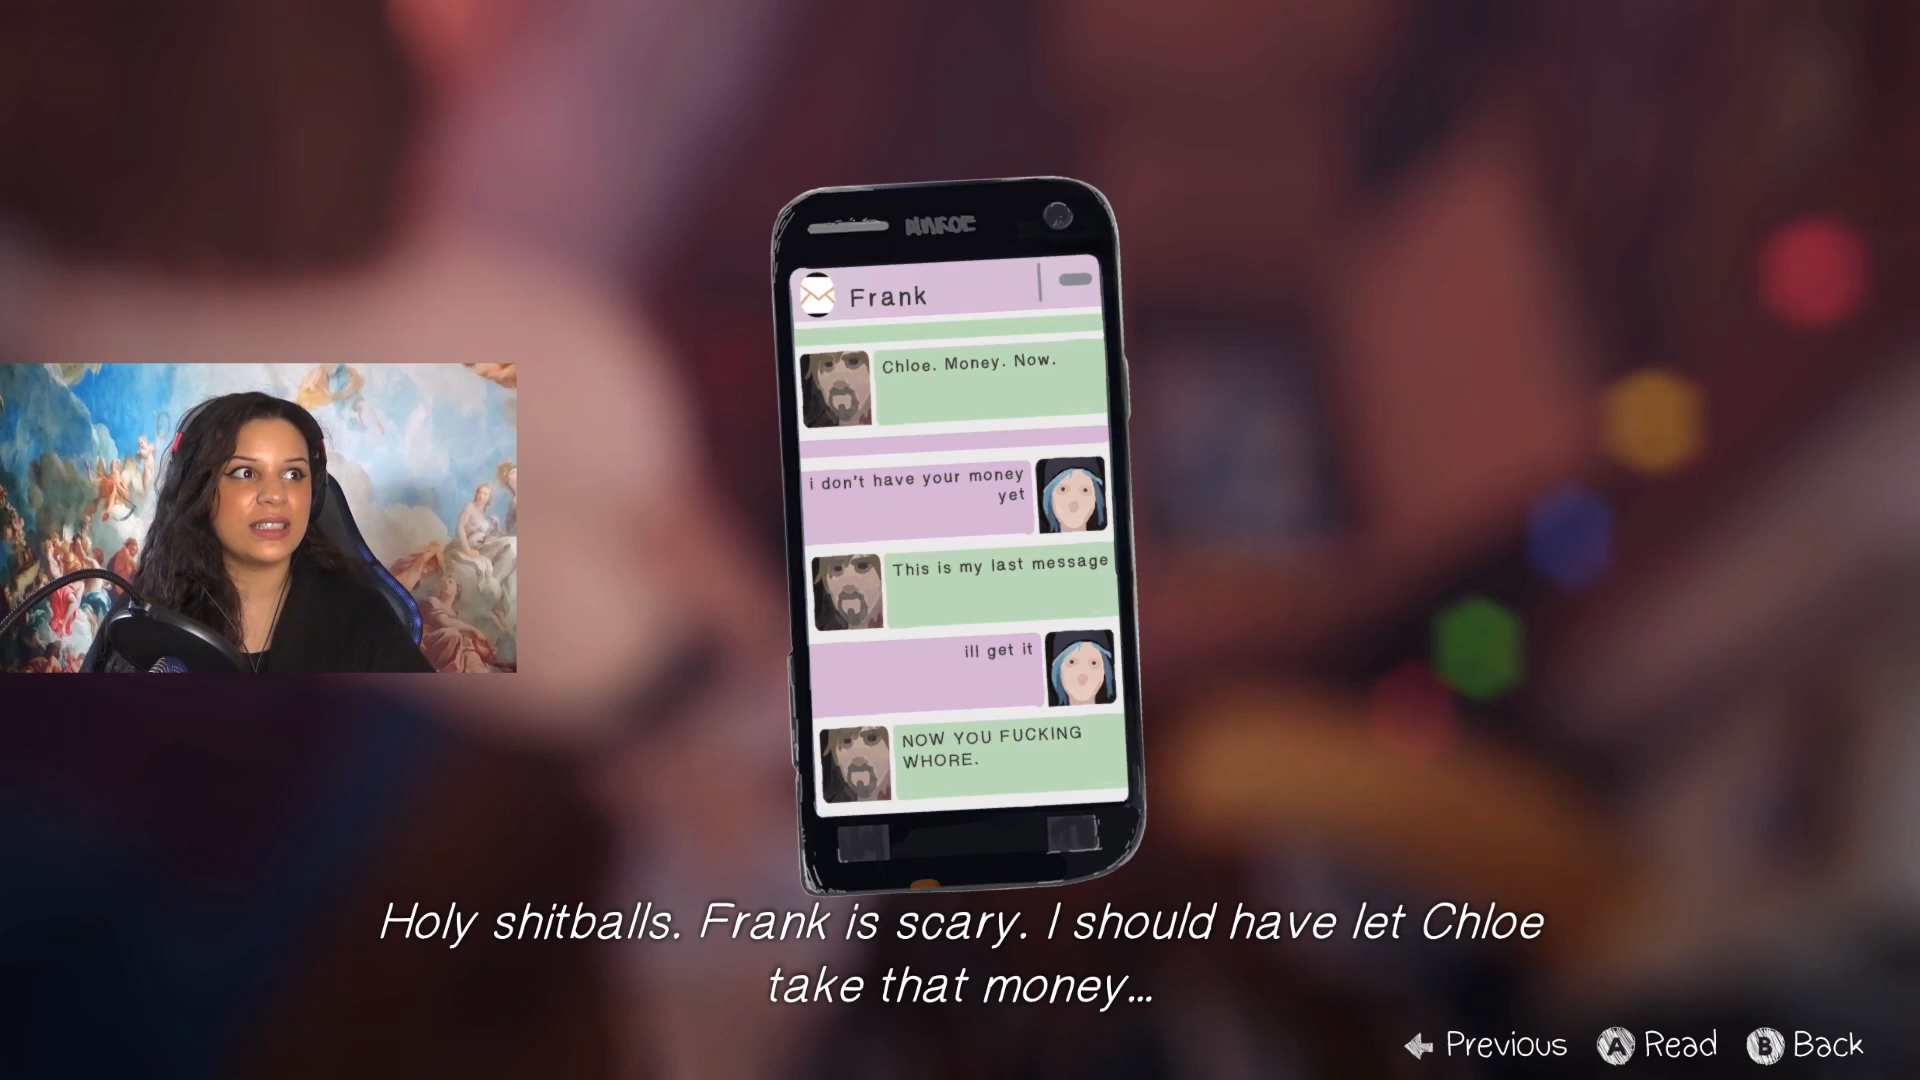 Frank
Chloe. Money. Now.
i don't have your money
yet
This is my last message
ill get it
NOW YOU FUCKING
WHORE.
Holy shitballs. Frank is scary. I should have let Chloe
take that money...
Previous
A Read
B Back